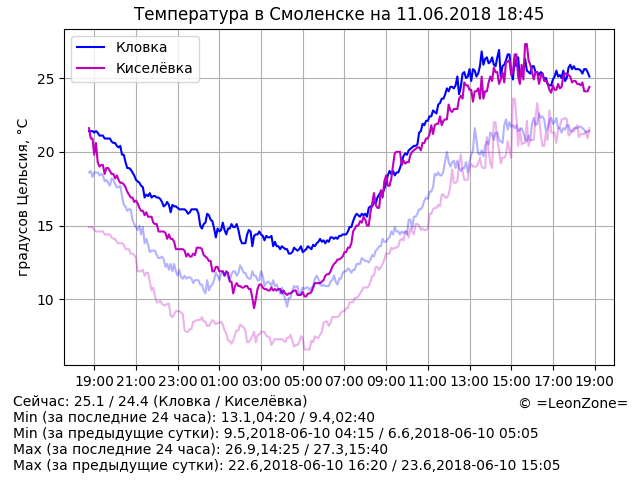 Температура в Смоленске на 11.06.2018 18:45
Кловка
Киселёвка
градусов Цельсия, °C
25
20
15
10
19:00 21:00 23:00 01:00 03:00 05:00 07:00 09:00 11:00 13:00 15:00 17:00 19:00
Сейчас: 25.1 / 24.4 (Кловка / Киселёвка)
© =LeonZone=
Min (за последние 24 часа): 13.1,04:20 / 9.4,02:40
Min (за предыдущие сутки): 9.5,2018-06-10 04:15 / 6.6,2018-06-10 05:05
Max (за последние 24 часа): 26.9,14:25 / 27.3,15:40
Max (за предыдущие сутки): 22.6,2018-06-10 16:20 / 23.6,2018-06-10 15:05